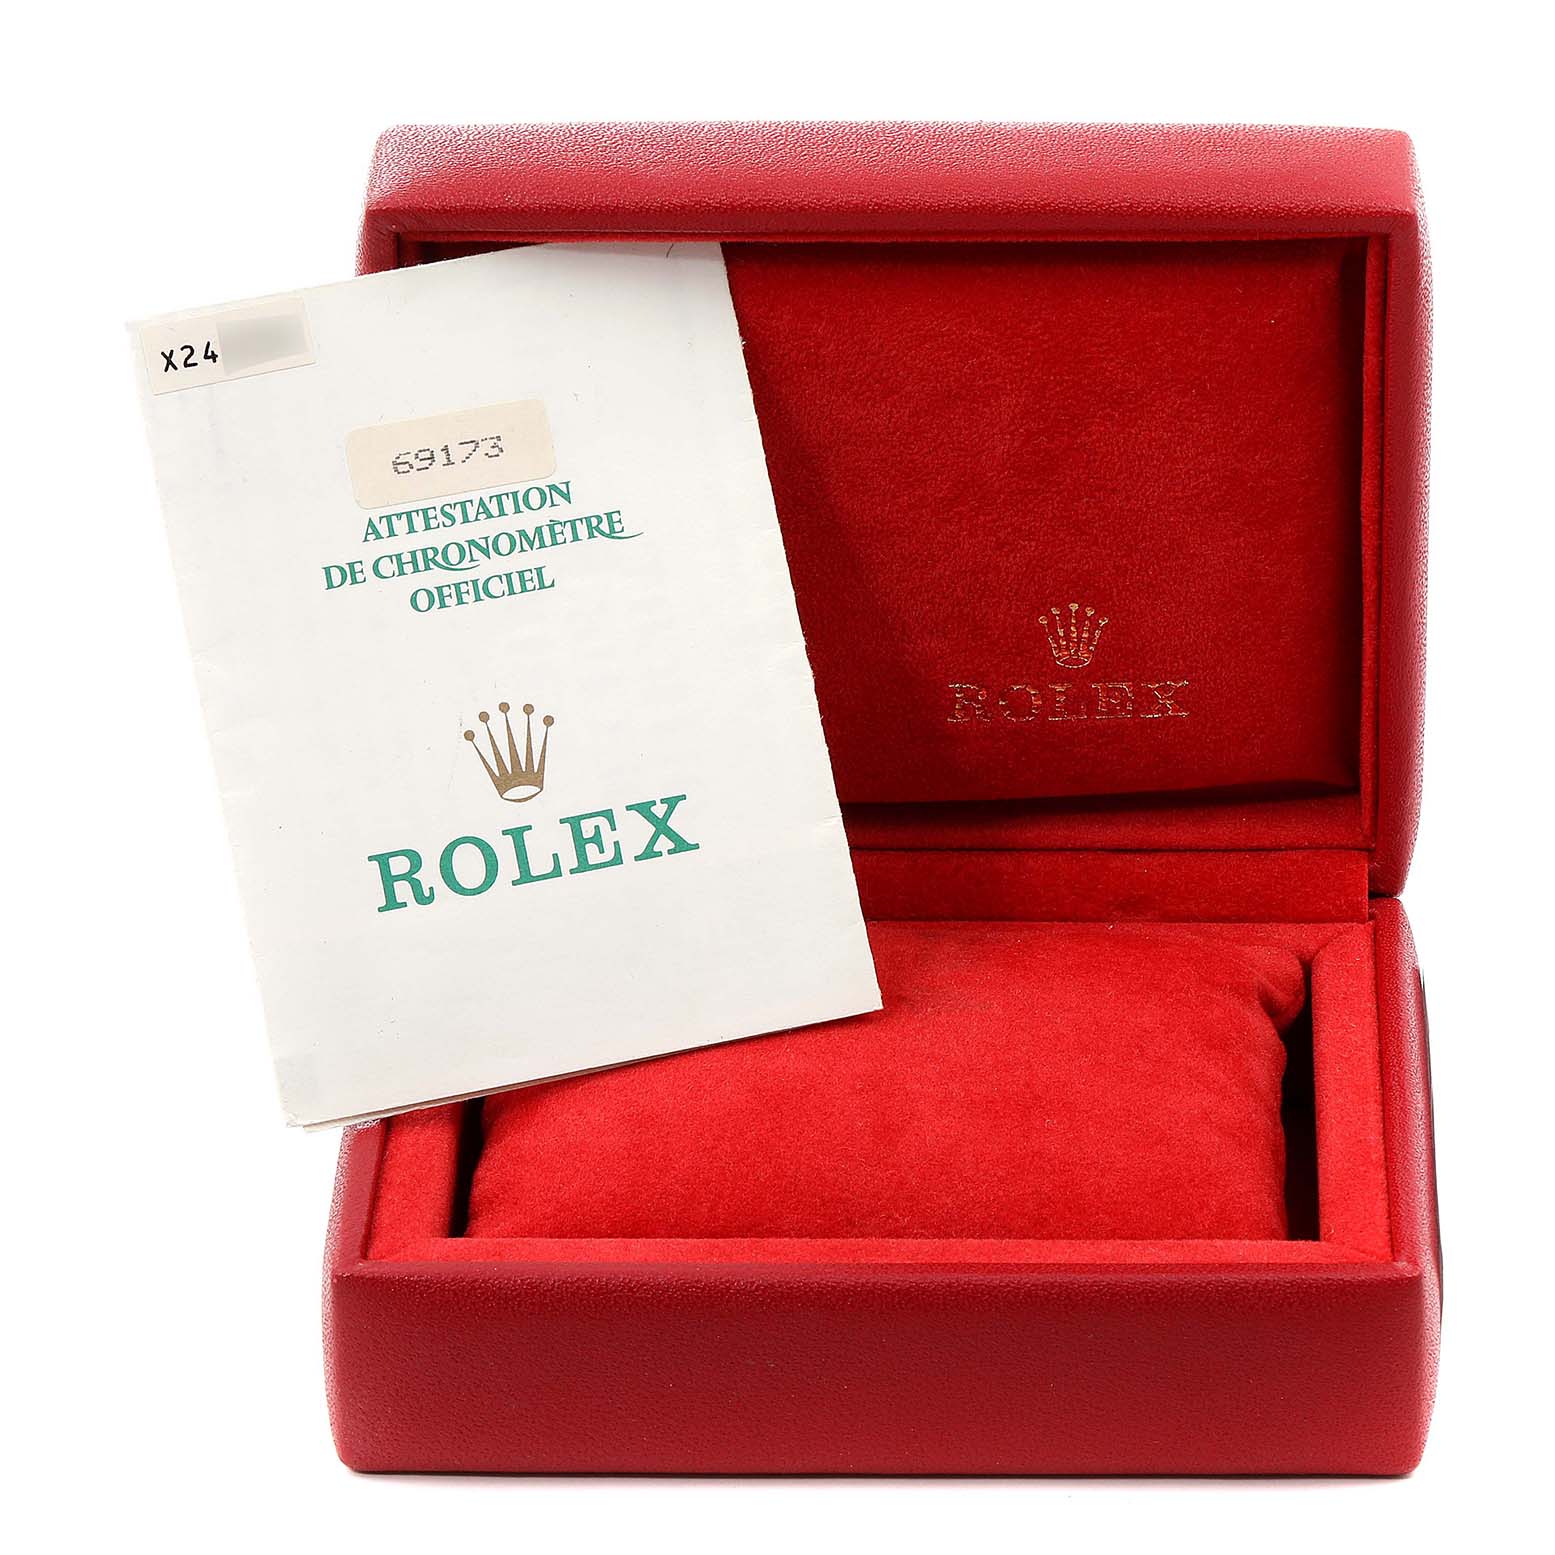 X24
69173
ATTESTATION
DE CHRONOMÈTRE
OFFICIEL
ROLEX
ROLEX